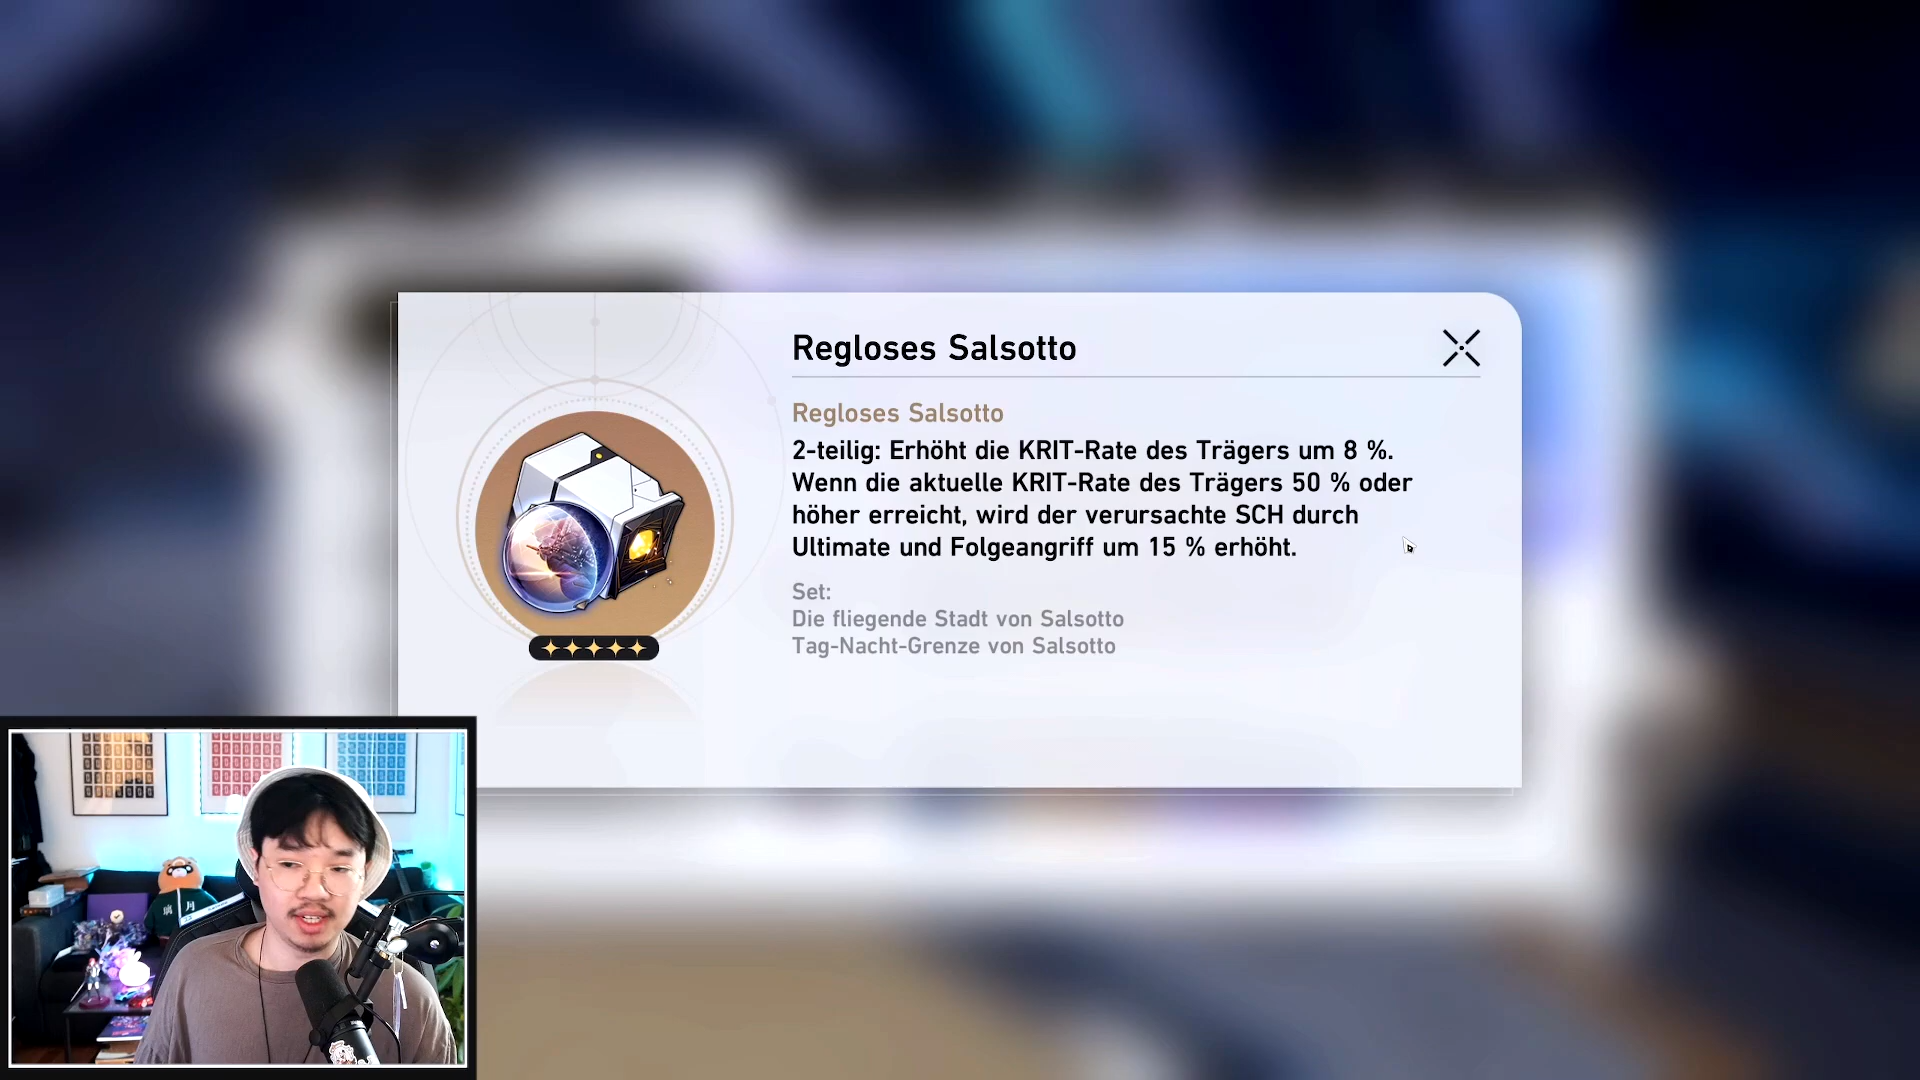 Regloses Salsotto
Regloses Salsotto
2-teilig: Erhöht die KRIT-Rate des Trägers um 8 %.
Wenn die aktuelle KRIT-Rate des Trägers 50 % oder
höher erreicht, wird der verursachte SCH durch
Ultimate und Folgeangriff um 15 % erhöht.
Set:
Die fliegende Stadt von Salsotto
Tag-Nacht-Grenze von Salsotto
璃月